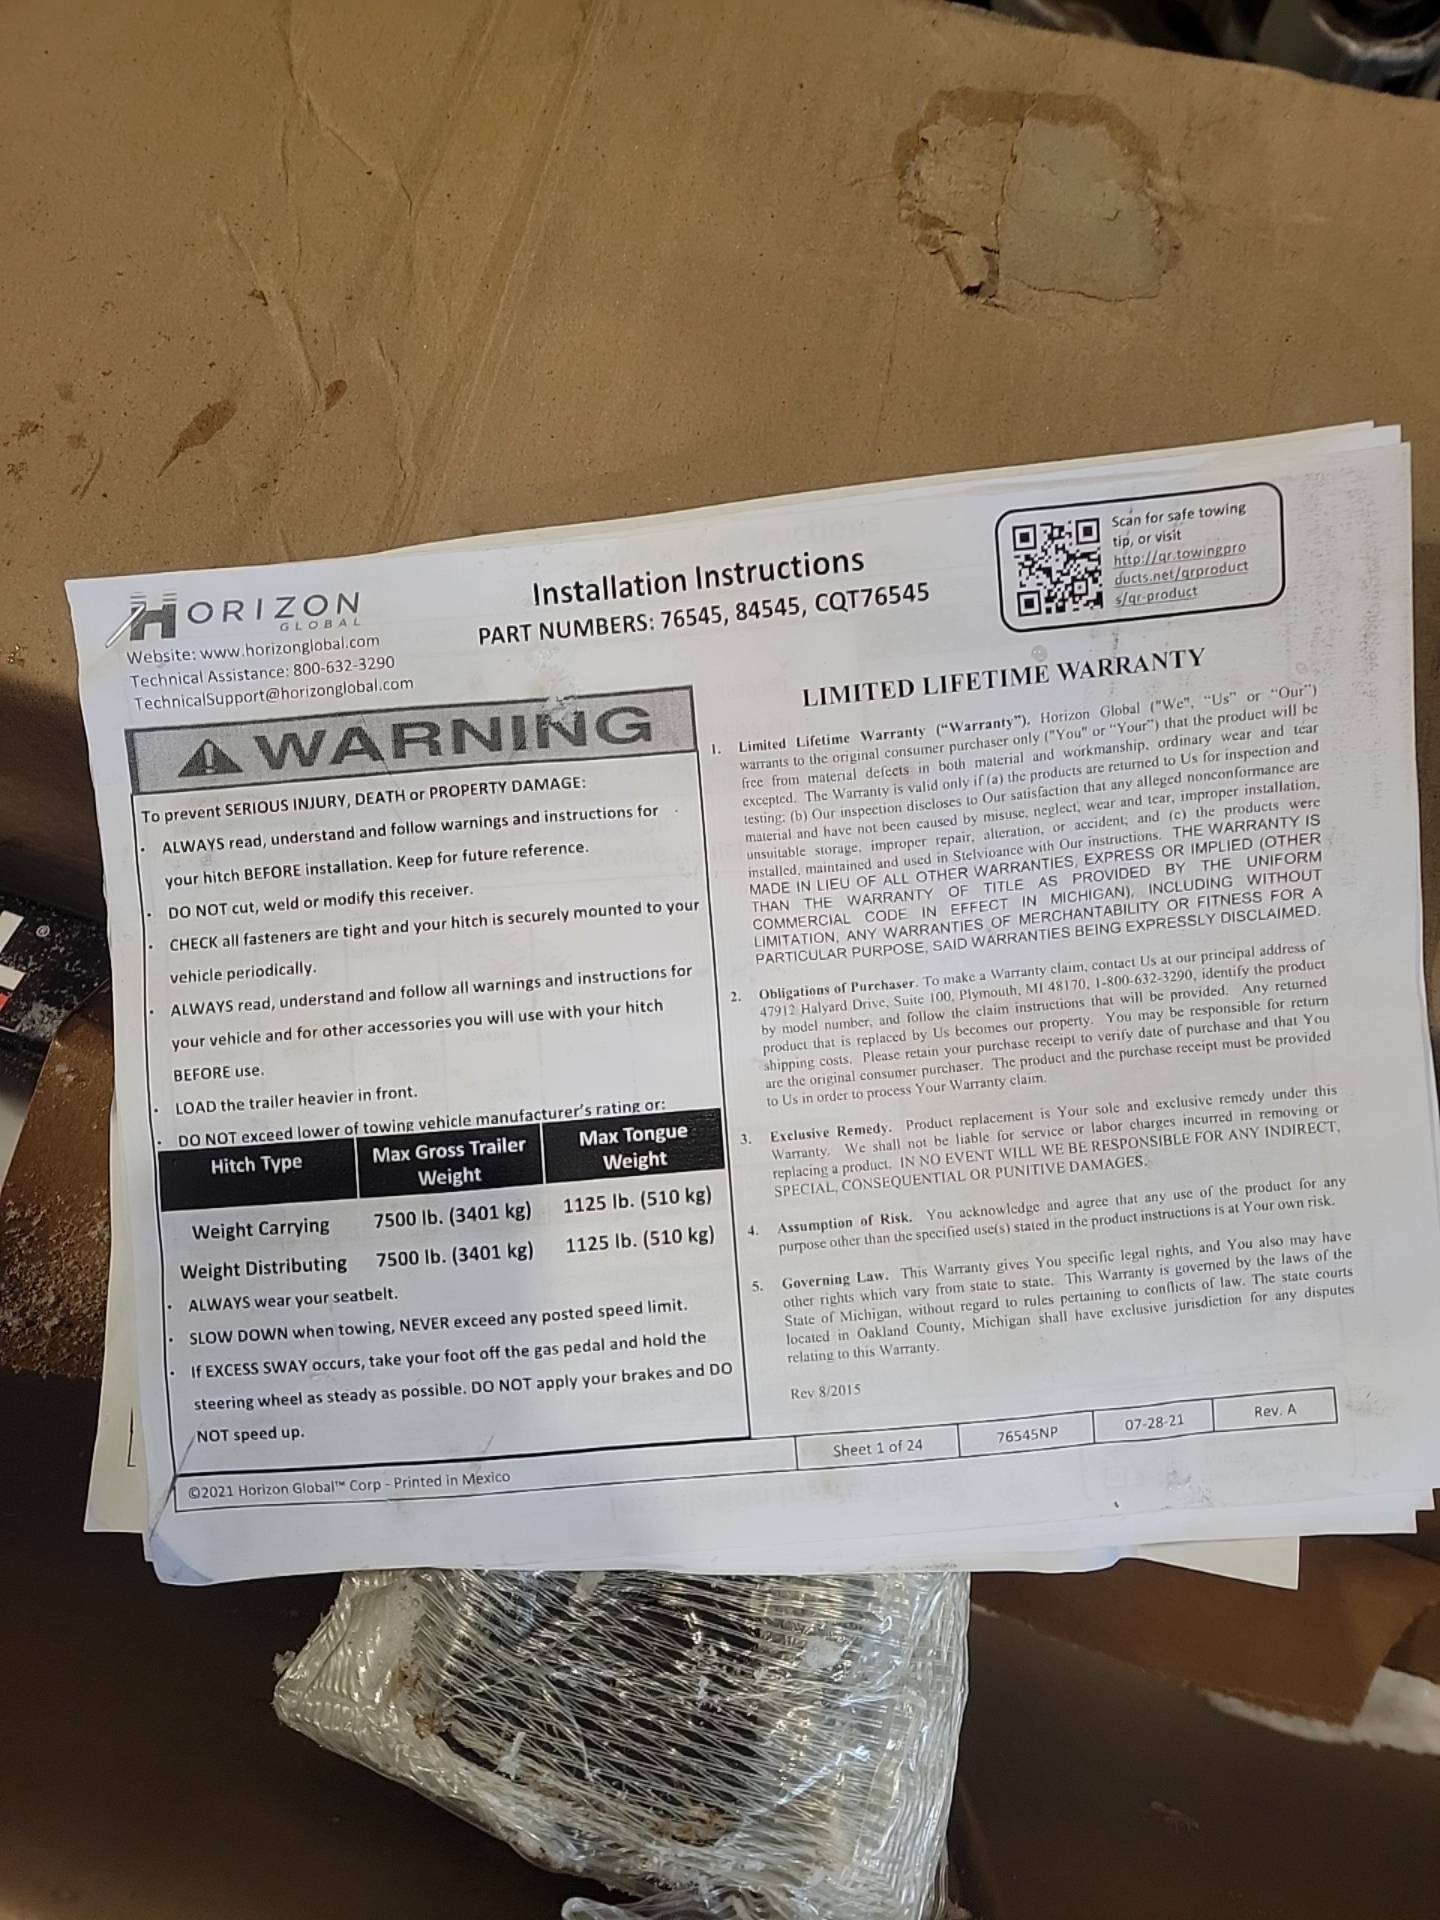 HORIZON
GLOBAL
Website: www.horizonglobal.com
Technical Assistance: 800-632-3290
TechnicalSupport@horizonglobal.com
Installation Instructions
PART NUMBERS: 76545, 84545, CQT76545
Scan for safe towing
tip, or visit
http://qr.towingpro
ducts.net/qrproduct
s/qr-product
WARNING
To prevent SERIOUS INJURY, DEATH or PROPERTY DAMAGE:
• ALWAYS read, understand and follow warnings and instructions for
your hitch BEFORE installation. Keep for future reference.
• DO NOT cut, weld or modify this receiver.
• CHECK all fasteners are tight and your hitch is securely mounted to your
vehicle periodically.
• ALWAYS read, understand and follow all warnings and instructions for
your vehicle and for other accessories you will use with your hitch
BEFORE use.
• LOAD the trailer heavier in front.
• DO NOT exceed lower of towing vehicle manufacturer's rating or:
Hitch Type Max Gross Trailer Max Tongue
Weight Weight
Weight Carrying 7500 lb. (3401 kg) 1125 lb. (510 kg)
Weight Distributing 7500 lb. (3401 kg) 1125 lb. (510 kg)
• ALWAYS wear your seatbelt.
• SLOW DOWN when towing, NEVER exceed any posted speed limit.
• If EXCESS SWAY occurs, take your foot off the gas pedal and hold the
steering wheel as steady as possible. DO NOT apply your brakes and DO
NOT speed up.
LIMITED LIFETIME WARRANTY
1. Limited Lifetime Warranty (“Warranty”). Horizon Global ("We", “Us” or “Our”)
warrants to the original consumer purchaser only ("You" or “Your”) that the product will be
free from material defects in both material and workmanship, ordinary wear and tear
excepted. The Warranty is valid only if (a) the products are returned to Us for inspection and
testing; (b) Our inspection discloses to Our satisfaction that any alleged nonconformance are
material and have not been caused by misuse, neglect, wear and tear, improper installation,
unsuitable storage, improper repair, alteration, or accident; and (c) the products were
installed, maintained and used in Stelvioance with Our instructions. THE WARRANTY IS
MADE IN LIEU OF ALL OTHER WARRANTIES, EXPRESS OR IMPLIED (OTHER
THAN THE WARRANTY OF TITLE AS PROVIDED BY THE UNIFORM
COMMERCIAL CODE IN EFFECT IN MICHIGAN), INCLUDING WITHOUT
LIMITATION, ANY WARRANTIES OF MERCHANTABILITY OR FITNESS FOR A
PARTICULAR PURPOSE, SAID WARRANTIES BEING EXPRESSLY DISCLAIMED.
2. Obligations of Purchaser. To make a Warranty claim, contact Us at our principal address of
47912 Halyard Drive, Suite 100, Plymouth, MI 48170, 1-800-632-3290, identify the product
by model number, and follow the claim instructions that will be provided. Any returned
product that is replaced by Us becomes our property. You may be responsible for return
shipping costs. Please retain your purchase receipt to verify date of purchase and that You
are the original consumer purchaser. The product and the purchase receipt must be provided
to Us in order to process Your Warranty claim.
3. Exclusive Remedy. Product replacement is Your sole and exclusive remedy under this
Warranty. We shall not be liable for service or labor charges incurred in removing or
replacing a product. IN NO EVENT WILL WE BE RESPONSIBLE FOR ANY INDIRECT,
SPECIAL, CONSEQUENTIAL OR PUNITIVE DAMAGES.
4. Assumption of Risk. You acknowledge and agree that any use of the product for any
purpose other than the specified use(s) stated in the product instructions is at Your own risk.
5. Governing Law. This Warranty gives You specific legal rights, and You also may have
other rights which vary from state to state. This Warranty is governed by the laws of the
State of Michigan, without regard to rules pertaining to conflicts of law. The state courts
located in Oakland County, Michigan shall have exclusive jurisdiction for any disputes
relating to this Warranty.
Rev 8/2015
©2021 Horizon Global™ Corp - Printed in Mexico
Sheet 1 of 24 76545NP 07-28-21 Rev. A